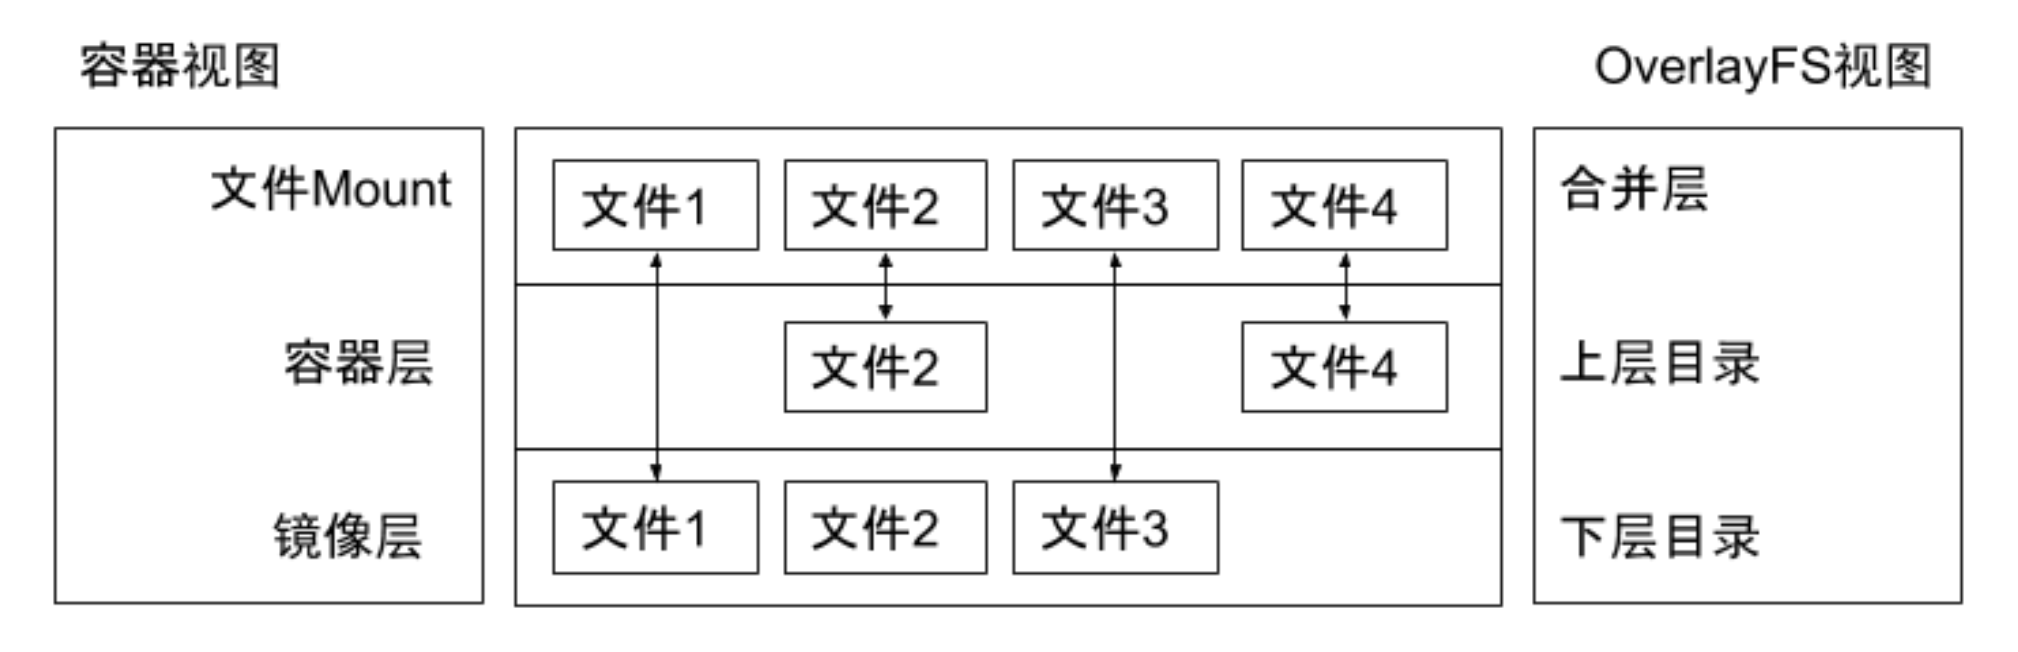 容器视图
OverlayFS视图
文件Mount
文件1
文件2
文件3
文件4
合并层
容器层
文件2
文件4
上层目录
镜像层
文件1
文件2
文件3
下层目录